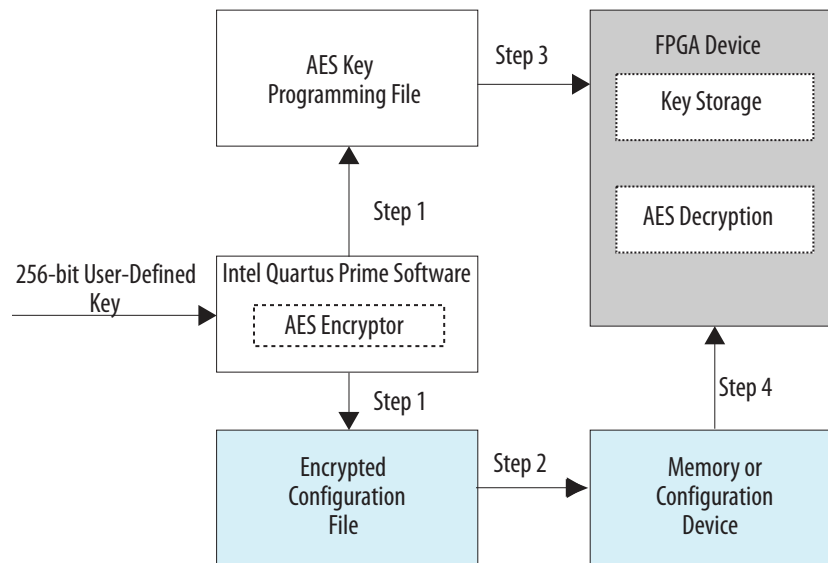 AES Key
Programming File
Step 3
FPGA Device
Key Storage
AES Decryption
Step 1
256-bit User-Defined
Key
Intel Quartus Prime Software
AES Encryptor
Step 1
Step 4
Encrypted
Configuration
File
Step 2
Memory or
Configuration
Device